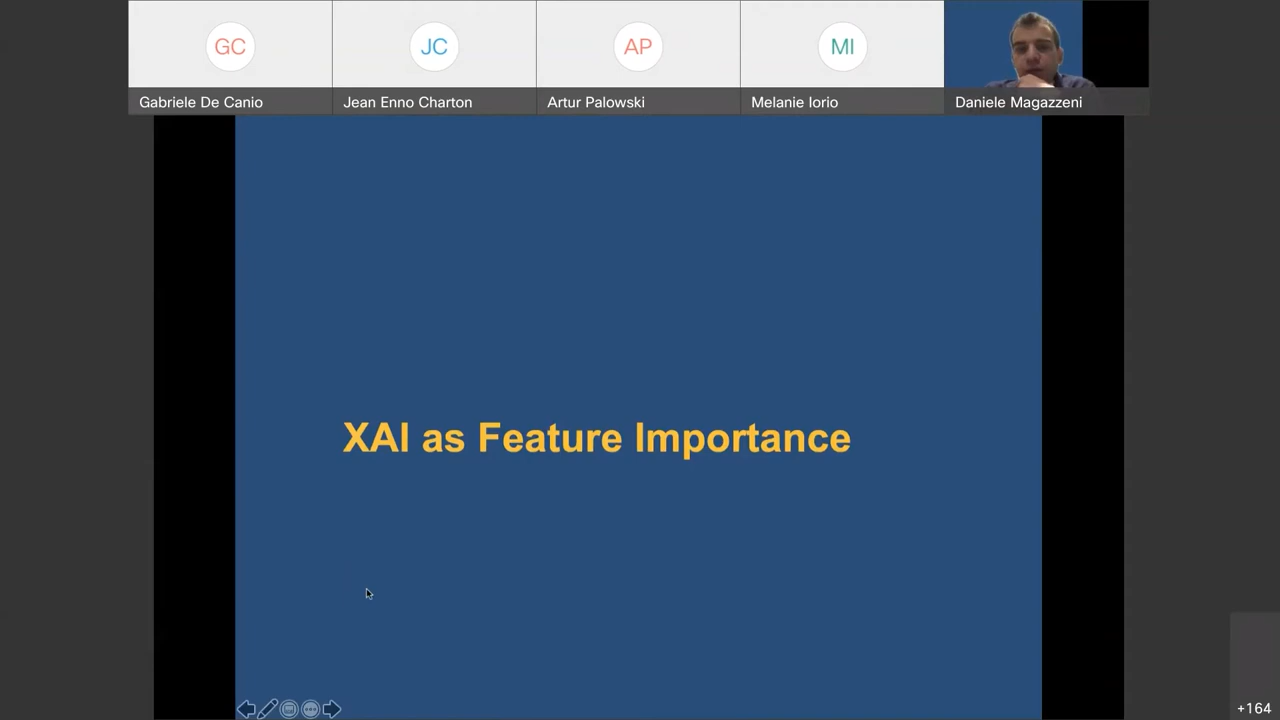 GC
JC
AP
MI
Gabriele De Canio
Jean Enno Charton
Artur Palowski
Melanie Iorio
Daniele Magazzeni
XAI as Feature Importance
+164